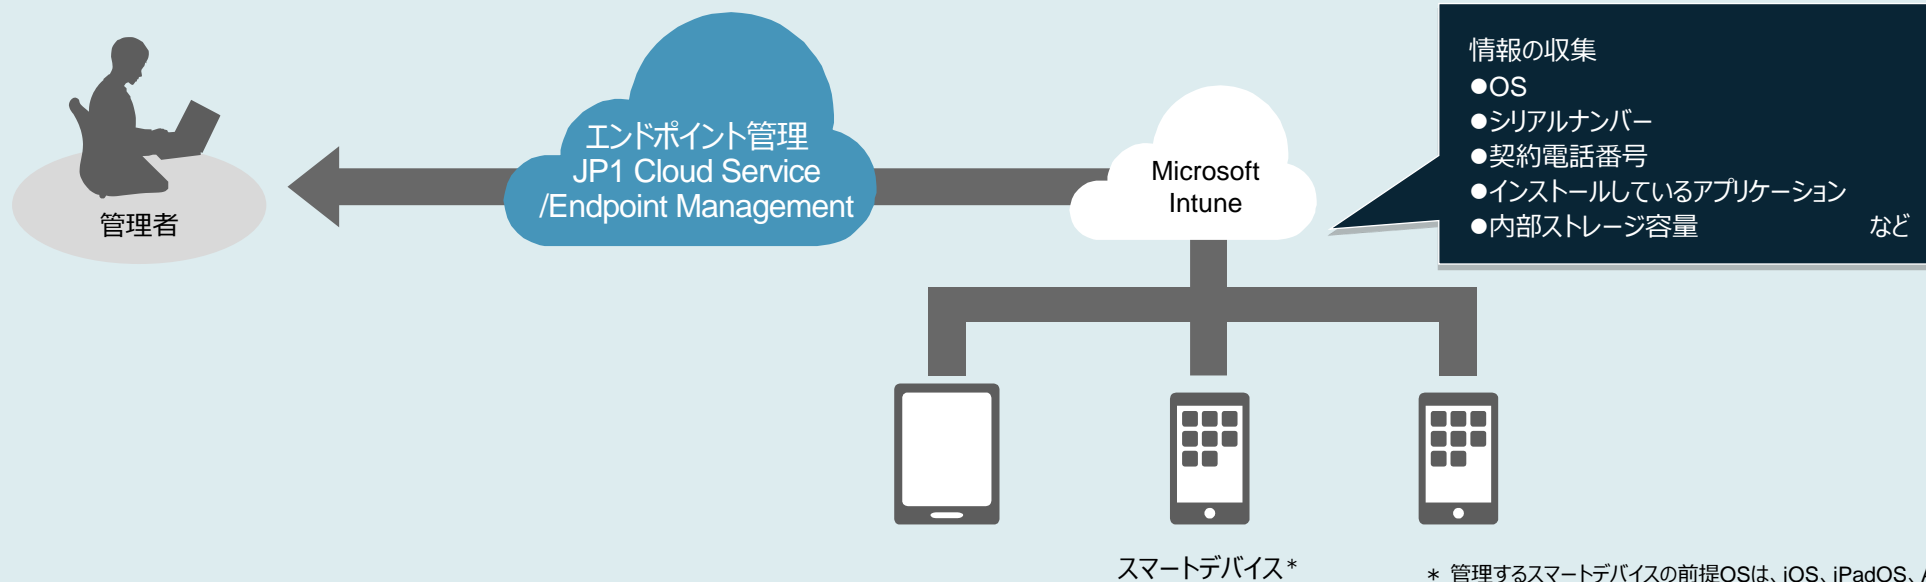 情報の収集
●OS
●シリアルナンバー
●契約電話番号
●インストールしているアプリケーション
●内部ストレージ容量 など
エンドポイント管理
JP1 Cloud Service
/Endpoint Management
Microsoft
Intune
管理者
スマートデバイス*
* 管理するスマートデバイスの前提OSは、iOS、iPadOS、